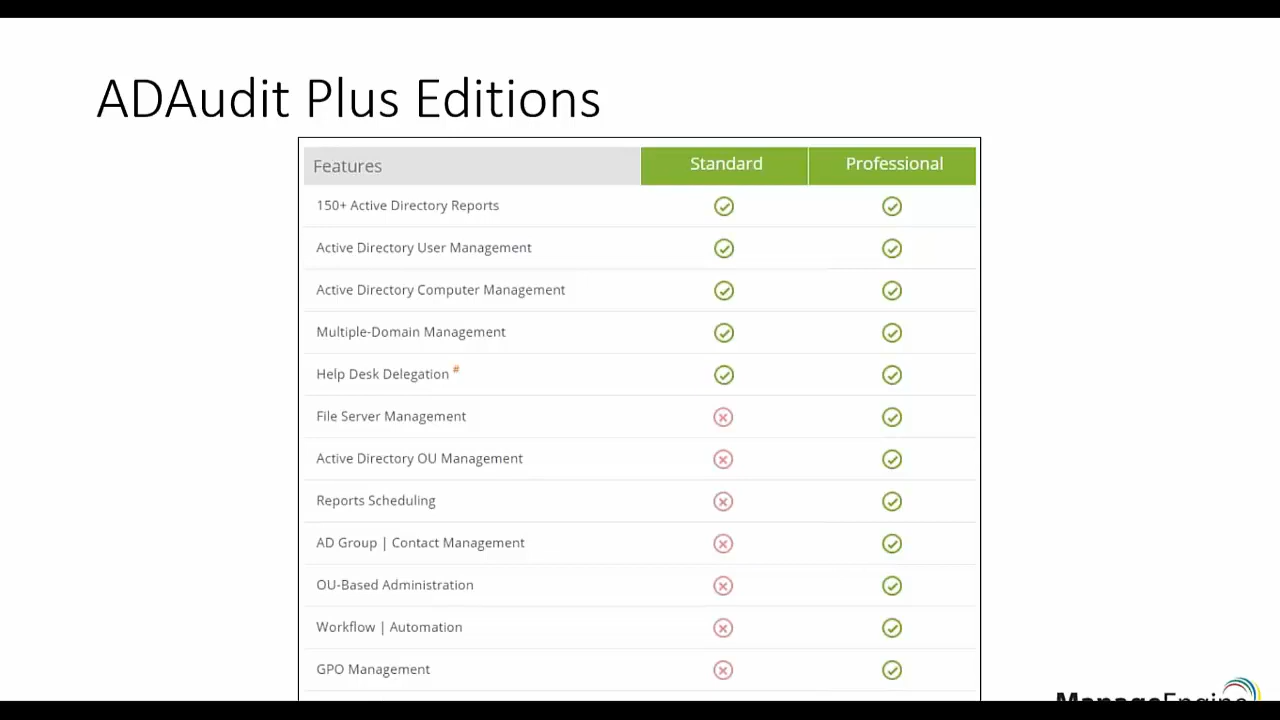 ADAudit Plus Editions
Features Standard Professional
150+ Active Directory Reports
Active Directory User Management
Active Directory Computer Management
Multiple-Domain Management
Help Desk Delegation #
File Server Management
Active Directory OU Management
Reports Scheduling
AD Group | Contact Management
OU-Based Administration
Workflow | Automation
GPO Management
ManageEngine